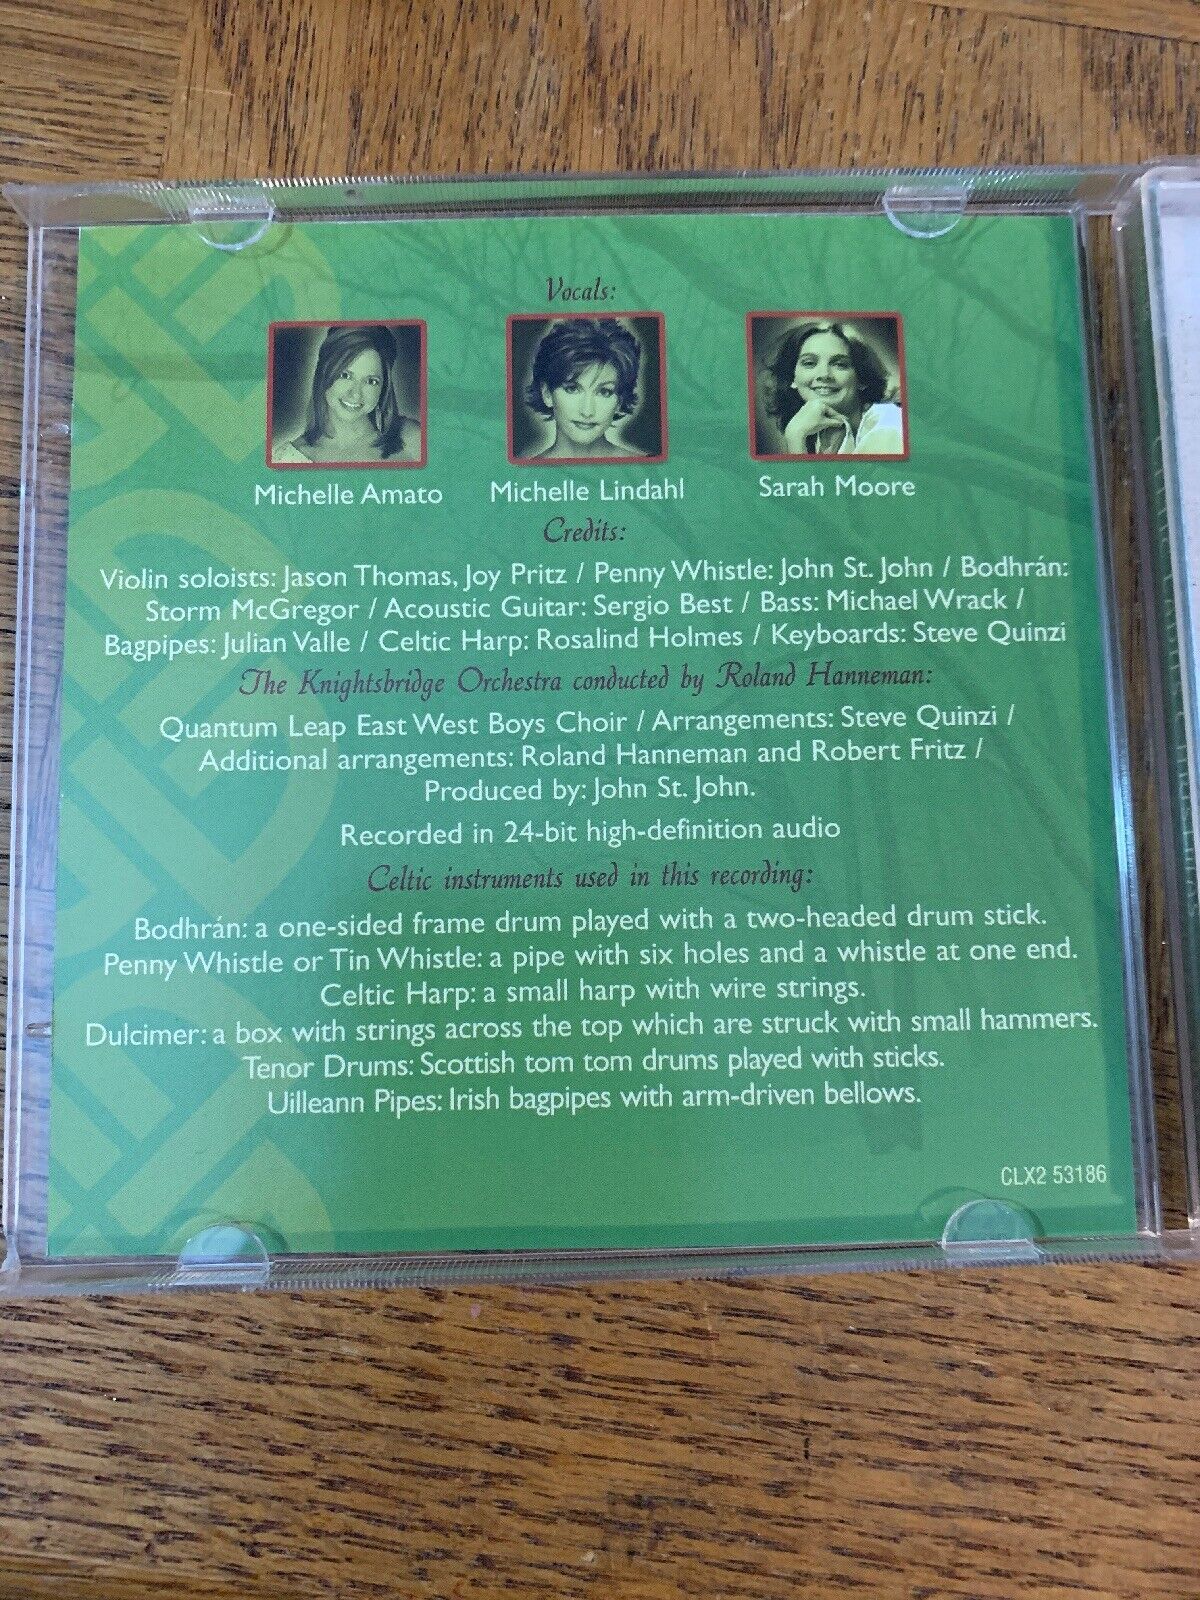 Vocals:
Michelle Amato
Michelle Lindahl
Sarah Moore
Credits:
Violin soloists: Jason Thomas, Joy Pritz / Penny Whistle: John St. John / Bodhrán:
Storm McGregor / Acoustic Guitar: Sergio Best / Bass: Michael Wrack /
Bagpipes: Julian Valle / Celtic Harp: Rosalind Holmes / Keyboards: Steve Quinzi
The Knightsbridge Orchestra conducted by Roland Hanneman:
Quantum Leap East West Boys Choir / Arrangements: Steve Quinzi /
Additional arrangements: Roland Hanneman and Robert Fritz /
Produced by: John St. John.
Recorded in 24-bit high-definition audio
Celtic instruments used in this recording:
Bodhrán: a one-sided frame drum played with a two-headed drum stick.
Penny Whistle or Tin Whistle: a pipe with six holes and a whistle at one end.
Celtic Harp: a small harp with wire strings.
Dulcimer: a box with strings across the top which are struck with small hammers.
Tenor Drums: Scottish tom tom drums played with sticks.
Uilleann Pipes: Irish bagpipes with arm-driven bellows.
CLX2 53186